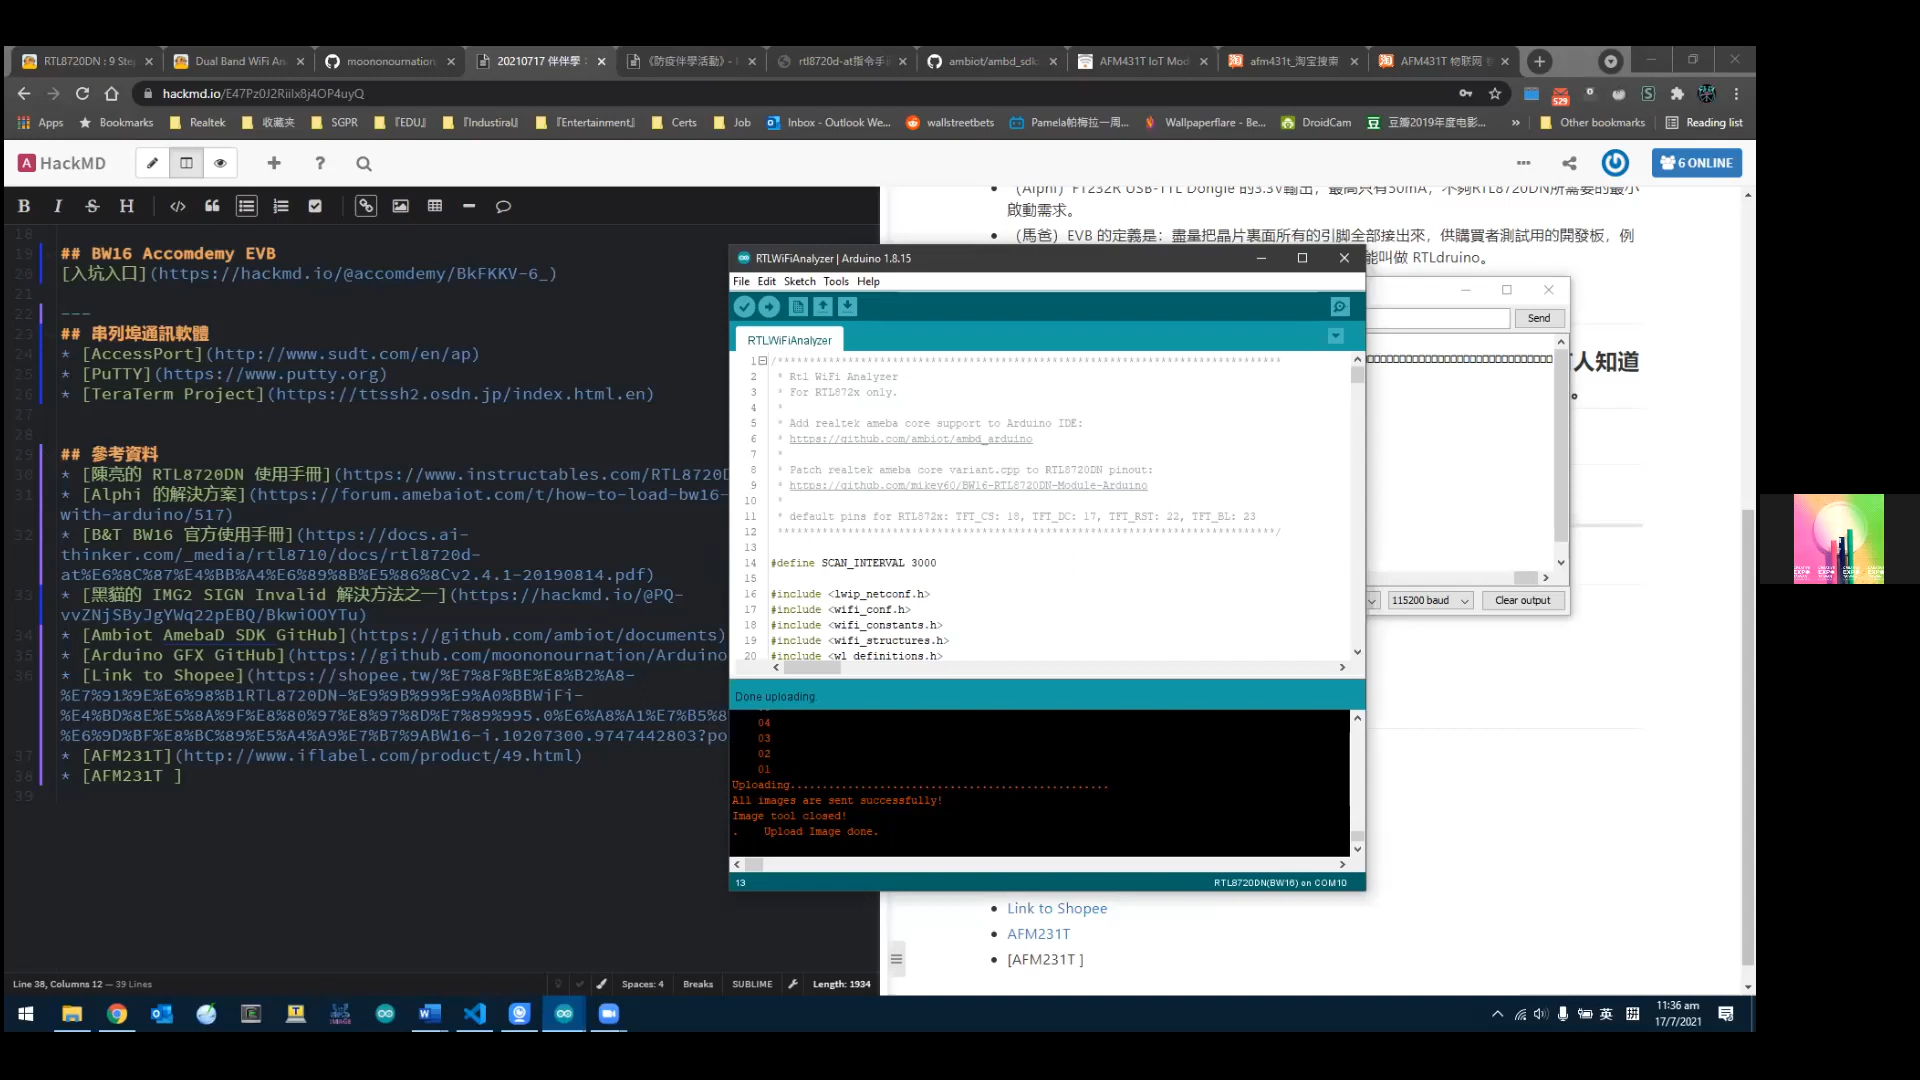 RTL8720DN : 9 Ste
Dual Band WiFi An
moononournation
20210717 伴伴學
《防疫伴學活動》-
rtl8720d-at指令手
ambiot/ambd_sdk
AFM431T IoT Mod
afm431t_淘宝搜索
AFM431T 物联网
hackmd.io/E47Pz0J2Riilx8j4OP4uyQ
529
Apps
Bookmarks
Realtek
收藏夹
SGPR
『EDU』
『Industiral』
『Entertainment』
Certs
Job
Inbox - Outlook We...
wallstreetbets
Pamela帕梅拉一周...
Wallpaperflare - Be...
DroidCam
豆瓣2019年度电影...
»
Other bookmarks
Reading list
HackMD
6 ONLINE
B I S H
18
19 ## BW16 Accomdemy EVB
20 [入坑入口](https://hackmd.io/@accomdemy/BkFKKV-6_)
21
22 ---
23 ## 串列埠通訊軟體
24 * [AccessPort](http://www.sudt.com/en/ap)
25 * [PuTTY](https://www.putty.org)
26 * [TeraTerm Project](https://ttssh2.osdn.jp/index.html.en)
27
28
29 ## 參考資料
30 * [陳亮的 RTL8720DN 使用手冊](https://www.instructables.com/RTL8720D
31 * [Alphi 的解決方案](https://forum.amebaiot.com/t/how-to-load-bw16-
with-arduino/517)
32 * [B&T BW16 官方使用手冊](https://docs.ai-
thinker.com/_media/rtl8710/docs/rtl8720d-
at%E6%8C%87%E4%BB%A4%E6%89%8B%E5%86%8Cv2.4.1-20190814.pdf)
33 * [黑貓的 IMG2 SIGN Invalid 解決方法之一](https://hackmd.io/@PQ-
vvZNjSByJgYWq22pEBQ/BkwiOOYTu)
34 * [Ambiot AmebaD SDK GitHub](https://github.com/ambiot/documents)
35 * [Arduino GFX GitHub](https://github.com/moononournation/Arduino
36 * [Link to Shopee](https://shopee.tw/%E7%8F%BE%E8%B2%A8-
%E7%91%9E%E6%98%B1RTL8720DN-%E9%9B%99%E9%A0%BBWiFi-
%E4%BD%8E%E5%8A%9F%E8%80%97%E8%97%8D%E7%89%995.0%E6%A8%A1%E7%B5%8
%E6%9D%BF%E8%BC%89%E5%A4%A9%E7%B7%9ABW16-i.10207300.9747442803?po
37 * [AFM231T](http://www.iflabel.com/product/49.html)
38 * [AFM231T ]
39
Line 38, Columns 12 — 39 Lines
Spaces: 4
Breaks
SUBLIME
Length: 1934
（Alphi）FT232R USB-TTL Dongle 的3.3V輸出，最高只有50mA，不夠RTL8720DN所需要的最小
啟動需求。
（馬爸）EVB 的定義是：盡量把晶片裏面所有的引脚全部接出來，供購買者測試用的開發板，例
能叫做 RTLdruino。
人知道
。
Link to Shopee
AFM231T
[AFM231T ]
Send
115200 baud
Clear output
RTLWiFiAnalyzer | Arduino 1.8.15
File Edit Sketch Tools Help
RTLWiFiAnalyzer
1 /*******************************************************************************
2 * Rtl WiFi Analyzer
3 * For RTL872x only.
4 *
5 * Add realtek ameba core support to Arduino IDE:
6 * https://github.com/ambiot/ambd_arduino
7 *
8 * Patch realtek ameba core variant.cpp to RTL8720DN pinout:
9 * https://github.com/mikey60/BW16-RTL8720DN-Module-Arduino
10 *
11 * default pins for RTL872x: TFT_CS: 18, TFT_DC: 17, TFT_RST: 22, TFT_BL: 23
12 ******************************************************************************/
13
14 #define SCAN_INTERVAL 3000
15
16 #include <lwip_netconf.h>
17 #include <wifi_conf.h>
18 #include <wifi_constants.h>
19 #include <wifi_structures.h>
20 #include <wl_definitions.h>
Done uploading.
04
03
02
01
Uploading..................................................
All images are sent successfully!
Image tool closed!
. Upload Image done.
13
RTL8720DN(BW16) on COM10
英
拼
11:36 am
17/7/2021